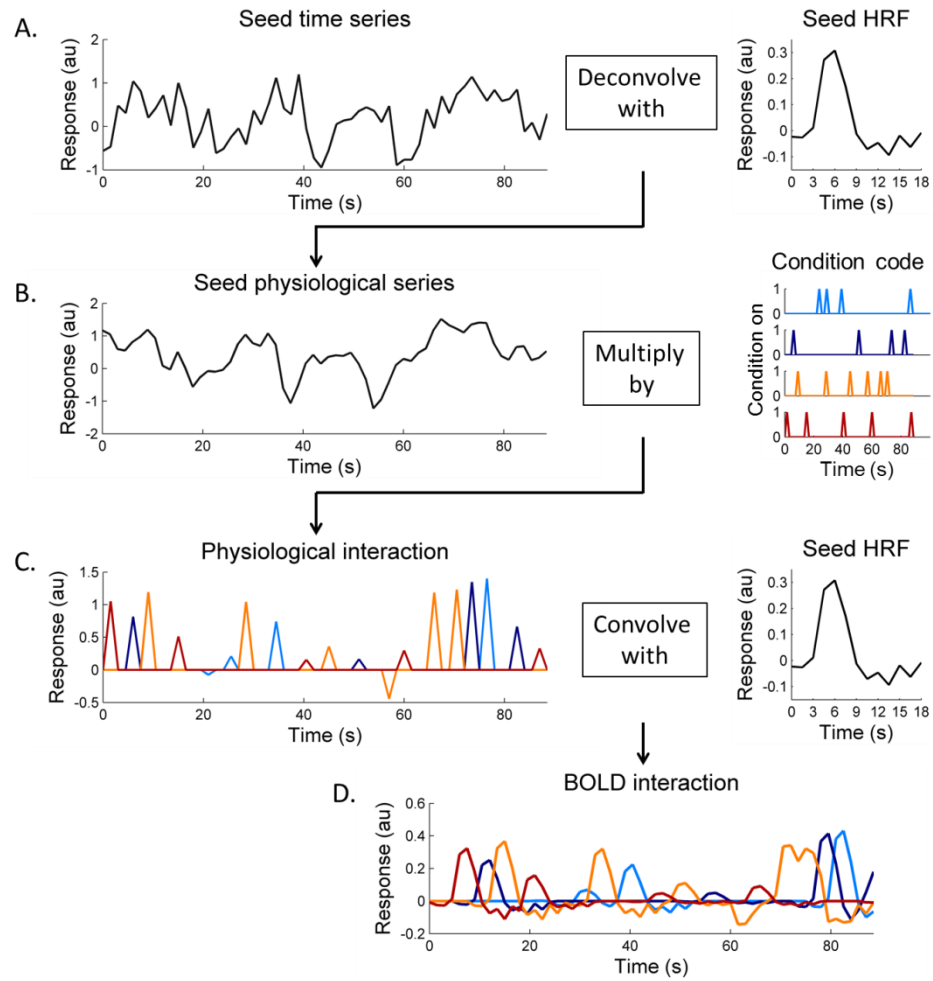 A.
Seed time series
Response (au)
2
1
0
-1
0
20
40
60
80
Time (s)
Deconvolve
with
Seed HRF
Response (au)
0.3
0.2
0.1
0
-0.1
0 3 6 9 12 15 18
Time (s)
B.
Seed physiological series
Response (au)
2
1
0
-1
-2
0
20
40
60
80
Time (s)
Multiply
by
Condition code
Condition on
1
0
1
0
1
0
1
0
0 20 40 60 80
Time (s)
C.
Physiological interaction
Response (au)
1.5
1
0.5
0
-0.5
0
20
40
60
80
Time (s)
Convolve
with
Seed HRF
Response (au)
0.3
0.2
0.1
0
-0.1
0 3 6 9 12 15 18
Time (s)
D.
BOLD interaction
Response (au)
0.6
0.4
0.2
0
-0.2
0
20
40
60
80
Time (s)